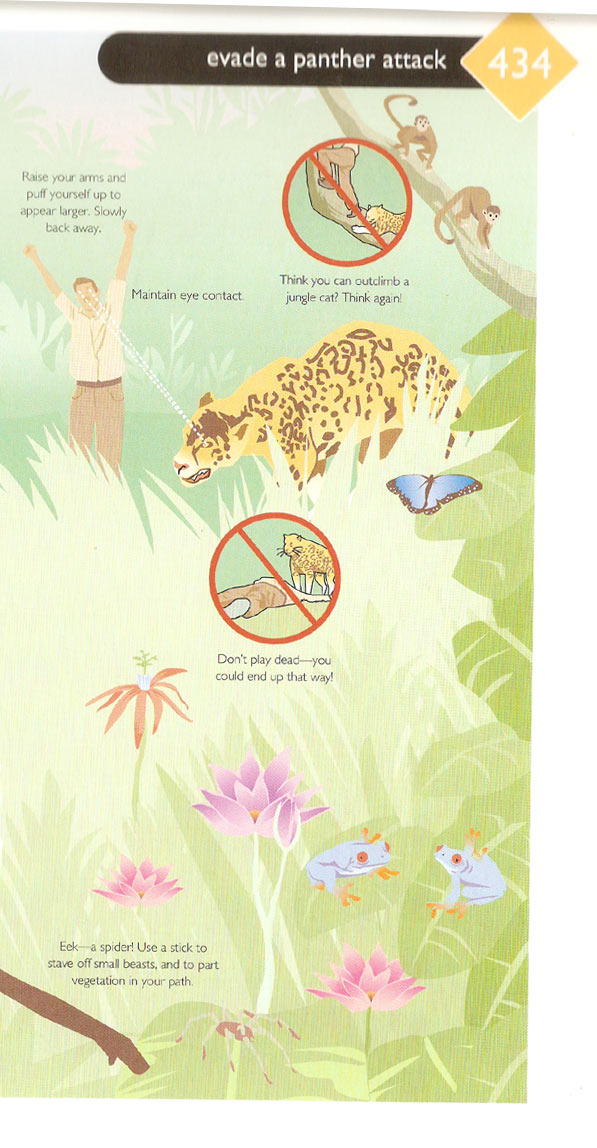 evade a panther attack 434
Raise your arms and
puff yourself up to
appear larger. Slowly
back away.
Maintain eye contact.
Think you can outclimb a
jungle cat? Think again!
Don't play dead—you
could end up that way!
Eek—a spider! Use a stick to
stave off small beasts, and to part
vegetation in your path.